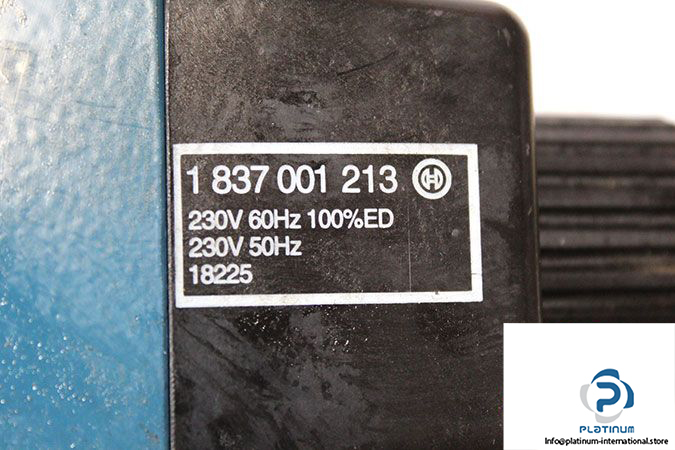 1 837 001 213
230V 60Hz 100%ED
230V 50Hz
18225
PLATINUM
Info@platinum-international.store